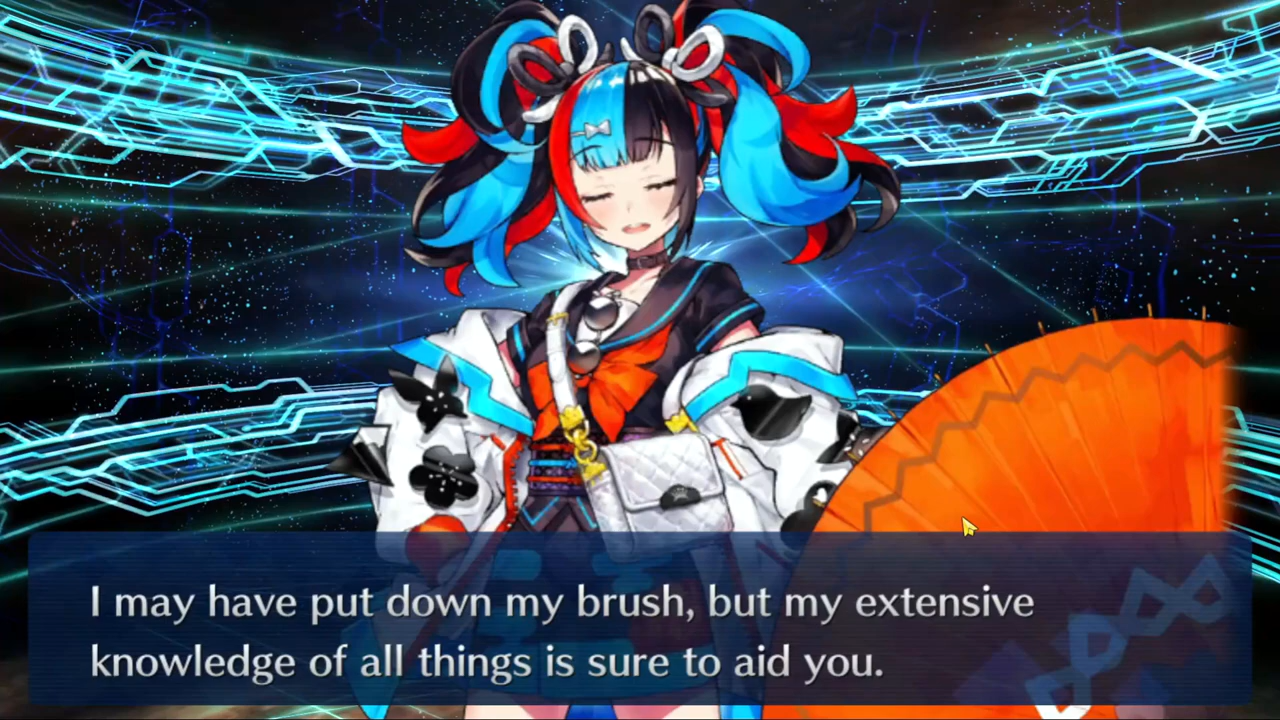 I may have put down my brush, but my extensive
knowledge of all things is sure to aid you.